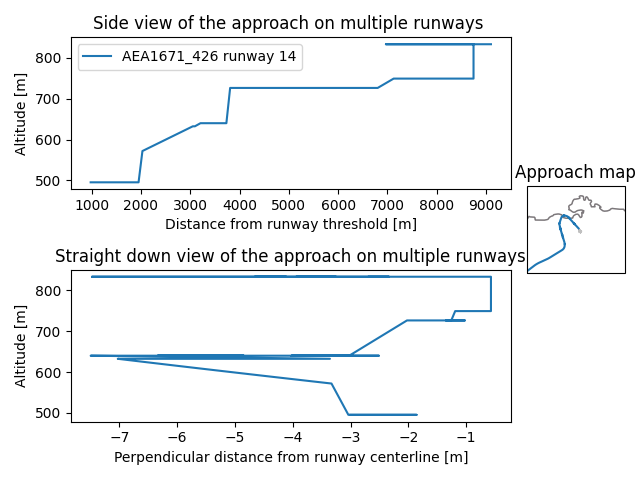 Side view of the approach on multiple runways
800
700
600
500
Altitude [m]
AEA1671_426 runway 14
1000 2000 3000 4000 5000 6000 7000 8000 9000
Distance from runway threshold [m]
Approach map
Straight down view of the approach on multiple runways
800
700
600
500
Altitude [m]
−7 −6 −5 −4 −3 −2 −1
Perpendicular distance from runway centerline [m]